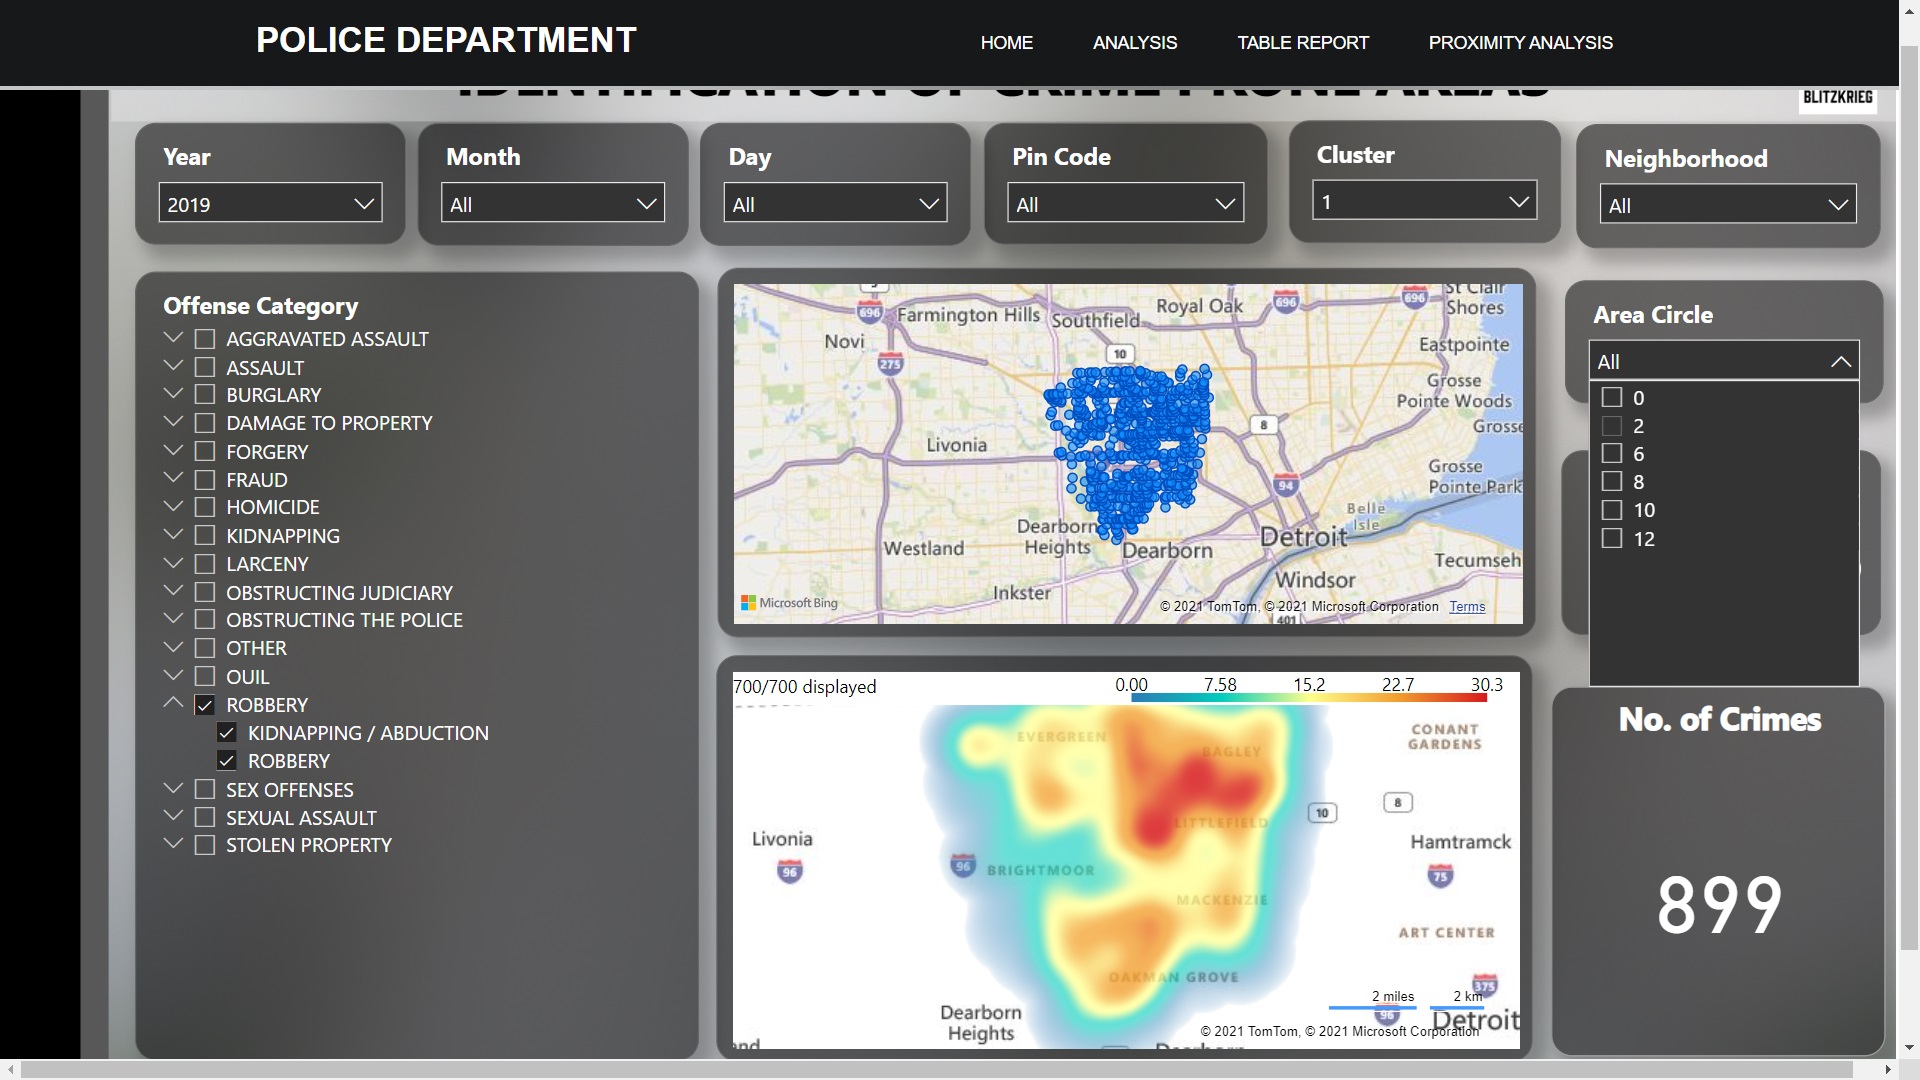 POLICE DEPARTMENT
HOME
ANALYSIS
TABLE REPORT
PROXIMITY ANALYSIS
IDENTIFICATION OF CRIME PRONE AREAS
BLITZKRIEG
Year
2019
Month
All
Day
All
Pin Code
All
Cluster
1
Neighborhood
All
Offense Category
AGGRAVATED ASSAULT
ASSAULT
BURGLARY
DAMAGE TO PROPERTY
FORGERY
FRAUD
HOMICIDE
KIDNAPPING
LARCENY
OBSTRUCTING JUDICIARY
OBSTRUCTING THE POLICE
OTHER
OUIL
ROBBERY
KIDNAPPING / ABDUCTION
ROBBERY
SEX OFFENSES
SEXUAL ASSAULT
STOLEN PROPERTY
696
Farmington Hills
Southfield
Royal Oak
696
696
St Clair
Shores
Novi
275
10
Eastpointe
Grosse
Pointe Woods
8
Grosse
Livonia
94
Grosse
Pointe Park
Belle
Isle
Dearborn
Heights
Westland
Dearborn
Detroit
Tecumseh
Windsor
Inkster
401
Microsoft Bing
© 2021 TomTom, © 2021 Microsoft Corporation Terms
700/700 displayed
0.00 7.58 15.2 22.7 30.3
EVERGREEN
BAGLEY
CONANT
GARDENS
8
10
LITTLEFIELD
Livonia
96
96
BRIGHTMOOR
Hamtramck
75
MACKENZIE
ART CENTER
OAKMAN GROVE
375
2 miles 2 km
96
Detroit
Dearborn
Heights
© 2021 TomTom, © 2021 Microsoft Corporation
Area Circle
All
0
2
6
8
10
12
No. of Crimes
899